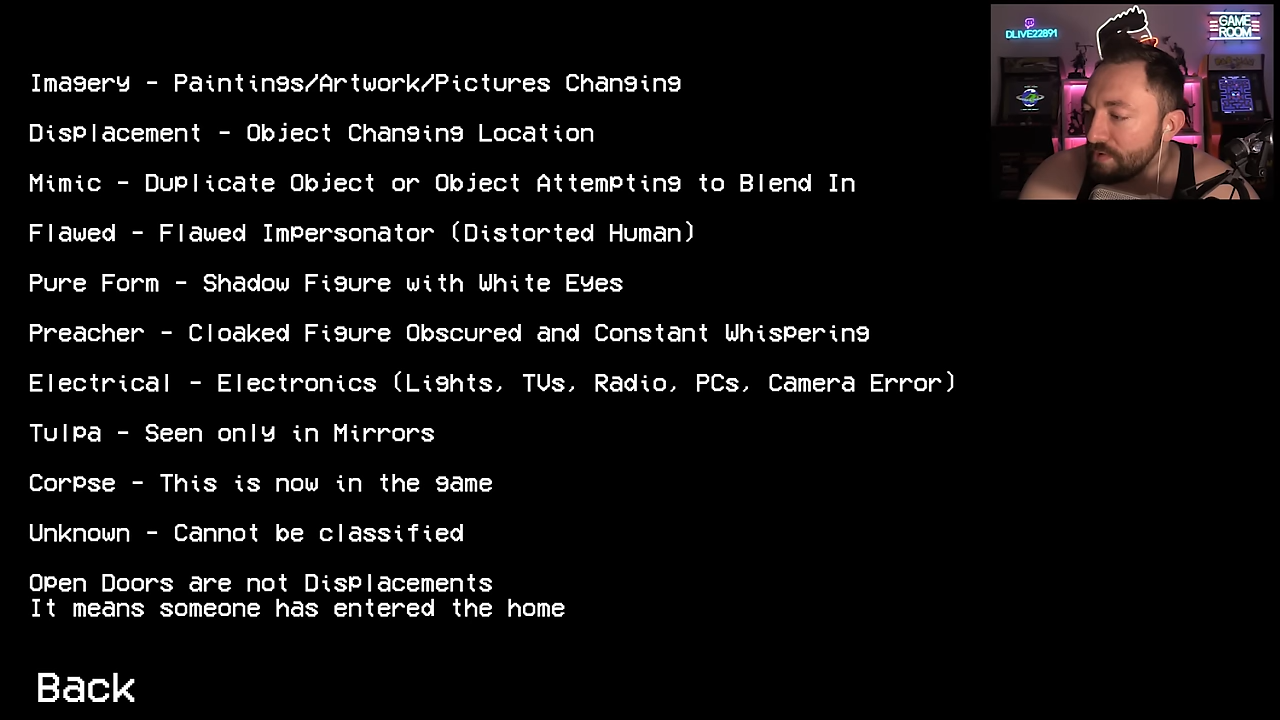 DLIVE22891
GAME
ROOM
Imagery - Paintings/Artwork/Pictures Changing
Displacement - Object Changing Location
Mimic - Duplicate Object or Object Attempting to Blend In
Flawed - Flawed Impersonator (Distorted Human)
Pure Form - Shadow Figure with White Eyes
Preacher - Cloaked Figure Obscured and Constant Whispering
Electrical - Electronics (Lights, TVs, Radio, PCs, Camera Error)
Tulpa - Seen only in Mirrors
Corpse - This is now in the game
Unknown - Cannot be classified
Open Doors are not Displacements
It means someone has entered the home
Back